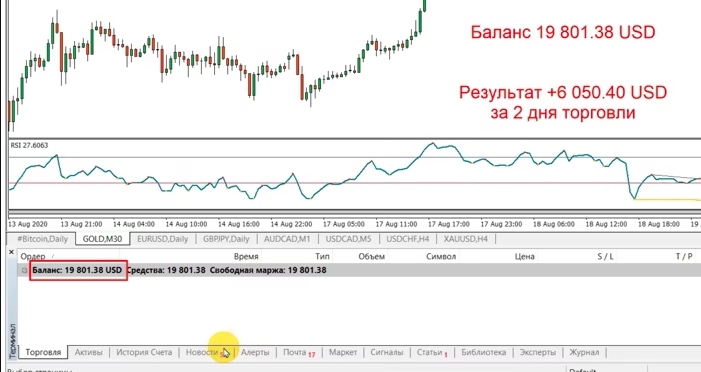 Баланс 19 801.38 USD
Результат +6 050.40 USD
за 2 дня торговли
RSI 27.6063
13 Aug 2020 13 Aug 21:00 14 Aug 04:10 14 Aug 16:00 14 Aug 22:00 17 Aug 05:00 17 Aug 11:00 17 Aug 17:00 17 Aug 23:00 18 Aug 06:00 18 Aug 12:00 18 Aug 18:00 19
#Bitcoin,Daily GOLD,M30 EURUSD,Daily GBPJPY,Daily AUDCAD,M1 USDCAD,M5 USDCHF,H4 XAUUSD,H4
Ордер / Время Тип Объем Символ Цена S / L T / P
Баланс: 19 801.38 USD Средства: 19 801.38 Свободная маржа: 19 801.38
Терминал
Торговля Активы История Счета Новости Алерты Почта 17 Маркет Сигналы Статьи 1 Библиотека Эксперты Журнал
Default